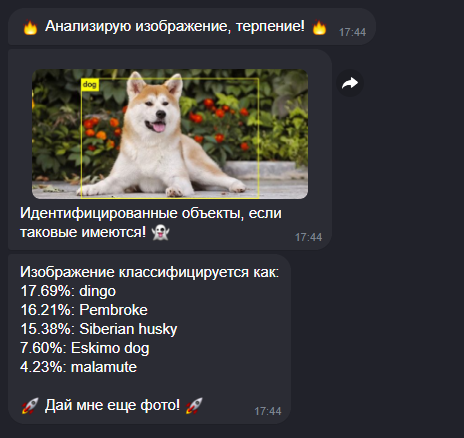 🔥 Анализирую изображение, терпение! 🔥 17:44
dog
Идентифицированные объекты, если
таковые имеются! 👻
17:44
Изображение классифицируется как:
17.69%: dingo
16.21%: Pembroke
15.38%: Siberian husky
7.60%: Eskimo dog
4.23%: malamute
🚀 Дай мне еще фото! 🚀
17:44